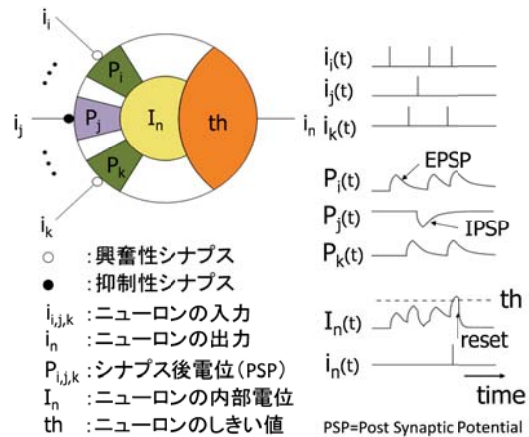 i_i
P_i
i_j
P_j
I_n
th
i_n
P_k
i_k
○ :興奮性シナプス
● :抑制性シナプス
i_i,j,k :ニューロンの入力
i_n :ニューロンの出力
P_i,j,k :シナプス後電位(PSP)
I_n :ニューロンの内部電位
th :ニューロンのしきい値
i_i(t)
i_j(t)
i_k(t)
EPSP
P_i(t)
P_j(t)
IPSP
P_k(t)
th
I_n(t)
reset
i_n(t)
time
PSP=Post Synaptic Potential